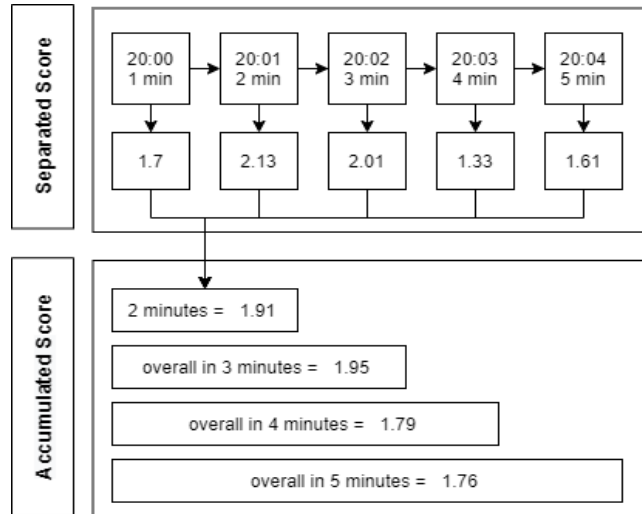 Separated Score
20:00
1 min
20:01
2 min
20:02
3 min
20:03
4 min
20:04
5 min
1.7
2.13
2.01
1.33
1.61
Accumulated Score
2 minutes = 1.91
overall in 3 minutes = 1.95
overall in 4 minutes = 1.79
overall in 5 minutes = 1.76